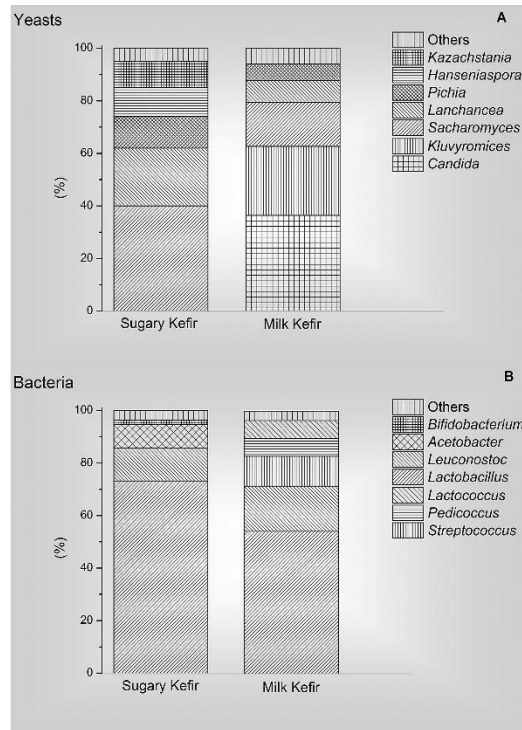 Yeasts
A
100
80
60
40
20
0
(%)
Sugary Kefir
Milk Kefir
Others
Kazachstania
Hanseniaspora
Pichia
Lanchancea
Sacharomyces
Kluvyromices
Candida
Bacteria
B
100
80
60
40
20
0
(%)
Sugary Kefir
Milk Kefir
Others
Bifidobacterium
Acetobacter
Leuconostoc
Lactobacillus
Lactococcus
Pedicoccus
Streptococcus